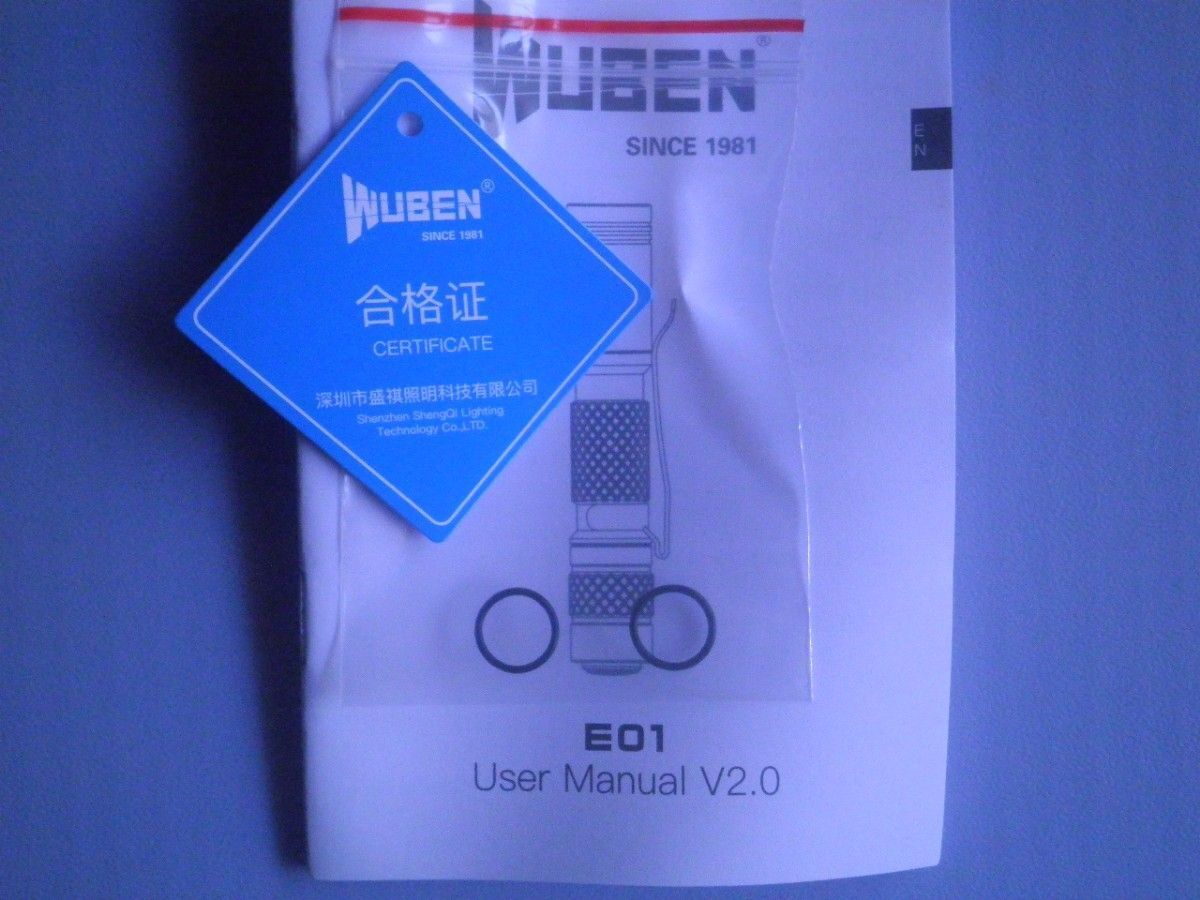 WUBEN®
SINCE 1981
E
N
WUBEN®
SINCE 1981
合格证
CERTIFICATE
深圳市盛祺照明科技有限公司
Shenzhen ShengQi Lighting
Technology Co.,LTD.
E01
User Manual V2.0